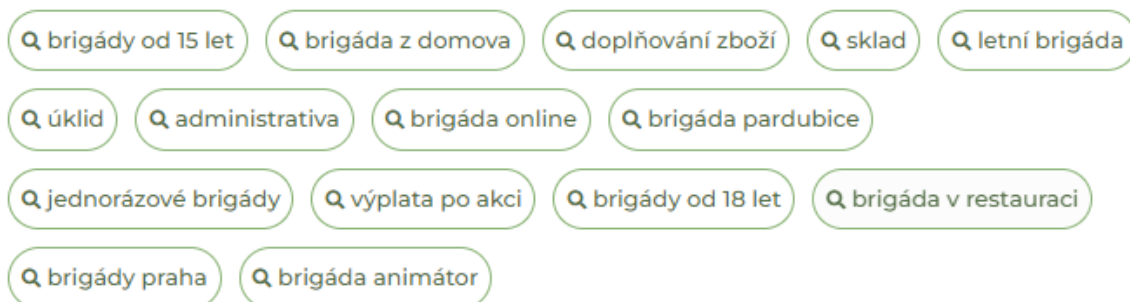 brigády od 15 let brigáda z domova doplňování zboží sklad letní brigáda
úklid administrativa brigáda online brigáda pardubice
jednorázové brigády výplata po akci brigády od 18 let brigáda v restauraci
brigády praha brigáda animátor